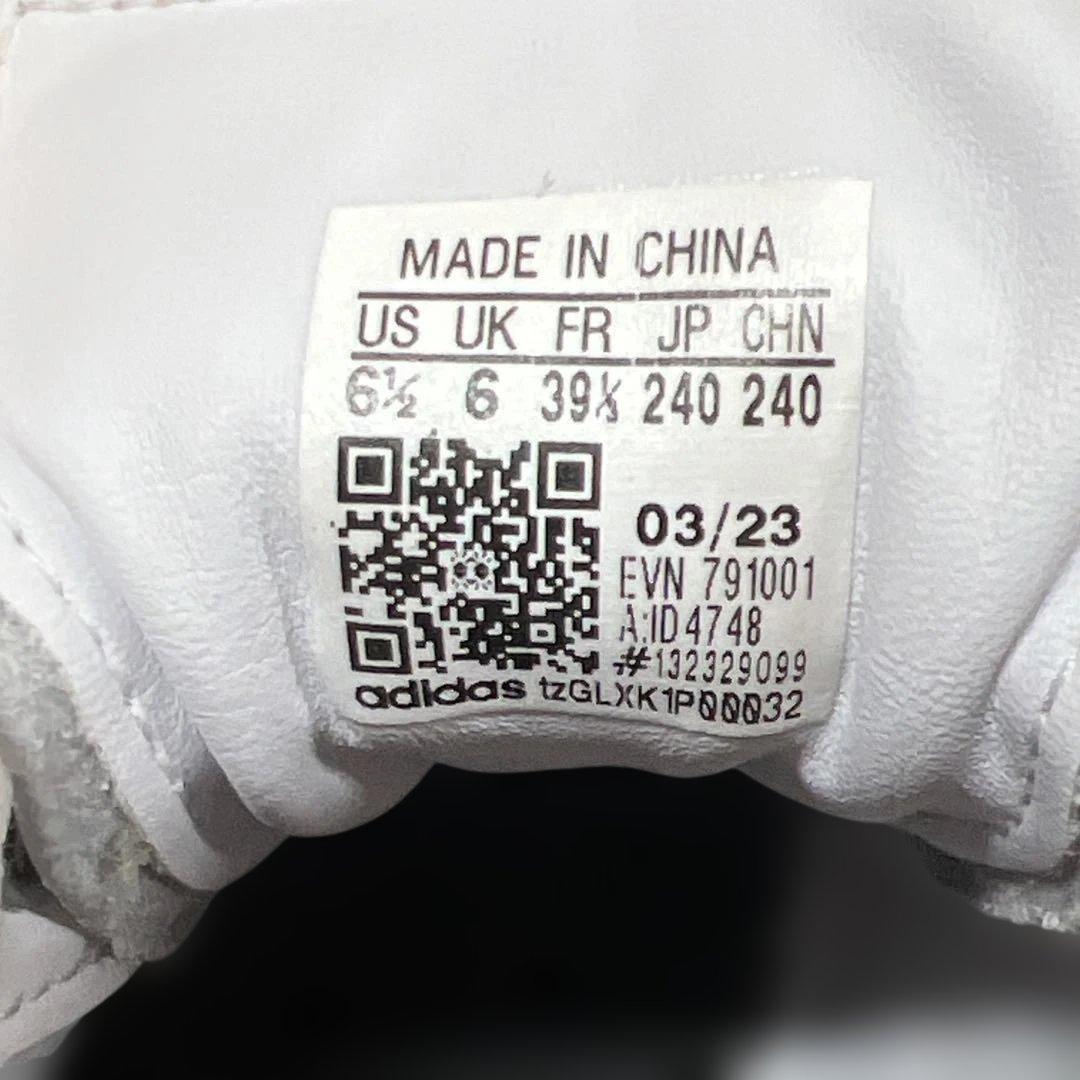 MADE IN CHINA
US UK FR JP CHN
6½ 6 39⅓ 240 240
03/23
EVN 791001
A:ID4748
#132329099
adidas tzGLXK1P00032